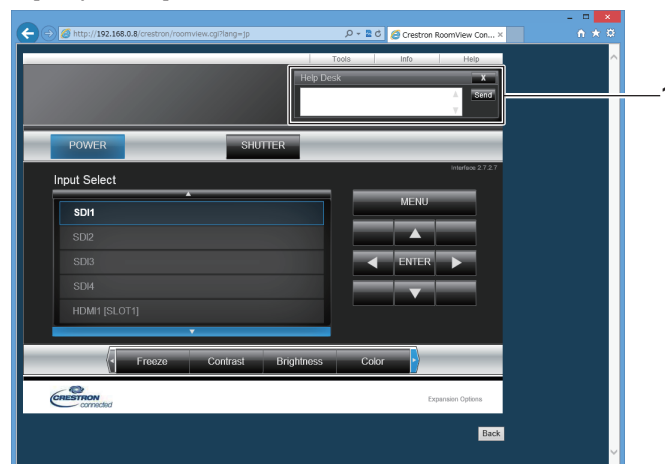 http://192.168.0.8/crestron/roomview.cgi?lang=jp
Crestron RoomView Con... ×
Tools Info Help
Help Desk X
Send
POWER SHUTTER
Interface 2.7.2.7
Input Select
SDI1
SDI2
SDI3
SDI4
HDMI1 [SLOT1]
MENU
ENTER
Freeze Contrast Brightness Color
CRESTRON
connected
Expansion Options
Back